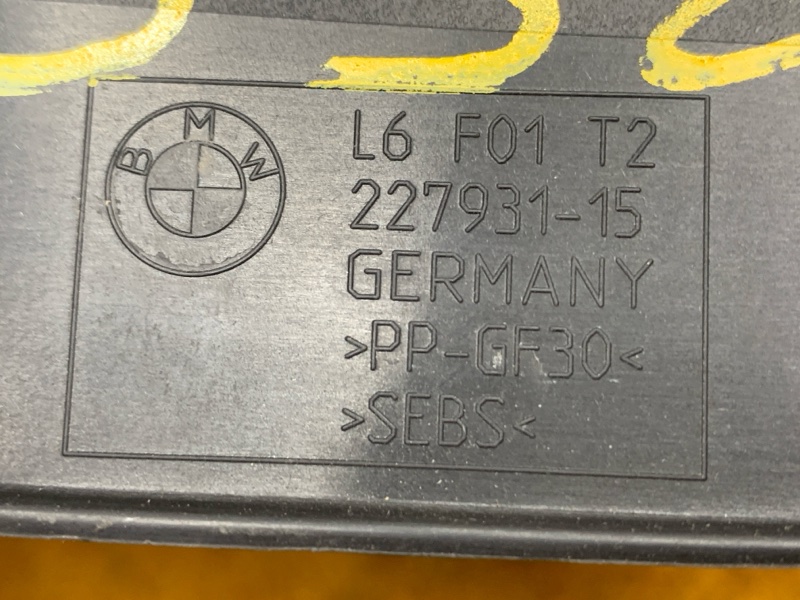 BMW
L6 F01 T2
227931-15
GERMANY
>PP-GF30<
>SEBS<